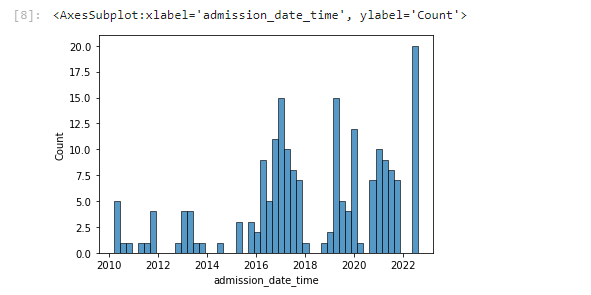 [8]: <AxesSubplot:xlabel='admission_date_time', ylabel='Count'>
20.0
17.5
15.0
12.5
10.0
7.5
5.0
2.5
0.0
Count
2010 2012 2014 2016 2018 2020 2022
admission_date_time